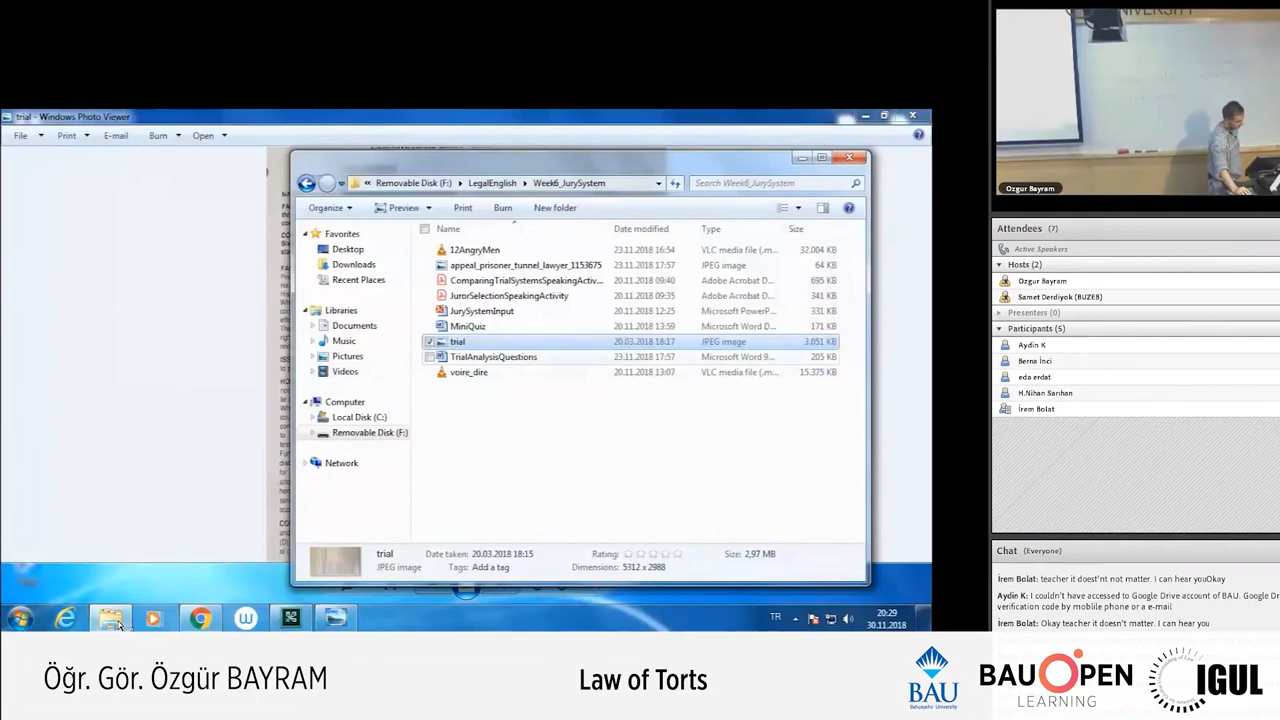 trial - Windows Photo Viewer
File Print E-mail Burn Open
« Removable Disk (F:) LegalEnglish Week6_JurySystem Search Week6_JurySystem
Organize Preview Print Burn New folder
Favorites
Desktop
Downloads
Recent Places
Libraries
Documents
Music
Pictures
Videos
Computer
Local Disk (C:)
Removable Disk (F:)
Network
Name Date modified Type Size
12AngryMen 23.11.2018 16:54 VLC media file (.m... 32.004 KB
appeal_prisoner_tunnel_lawyer_1153675 23.11.2018 17:57 JPEG image 64 KB
ComparingTrialSystemsSpeakingActiv... 20.11.2018 09:40 Adobe Acrobat D... 695 KB
JurorSelectionSpeakingActivity 20.11.2018 09:35 Adobe Acrobat D... 341 KB
JurySystemInput 20.11.2018 12:25 Microsoft PowerP... 331 KB
MiniQuiz 20.11.2018 13:59 Microsoft Word D... 171 KB
trial 20.03.2018 18:17 JPEG image 3.051 KB
TrialAnalysisQuestions 23.11.2018 17:57 Microsoft Word 9... 205 KB
voire_dire 20.11.2018 13:07 VLC media file (.m... 15.375 KB
trial Date taken: 20.03.2018 18:15 Rating: Size: 2,97 MB
JPEG image Tags: Add a tag Dimensions: 5312 x 2988
TR 20:29
30.11.2018
Ozgur Bayram
Attendees (7)
Active Speakers
Hosts (2)
Ozgur Bayram
Samet Derdiyok (BUZEB)
Presenters (0)
Participants (5)
Aydin K
Berna İnci
eda erdat
H.Nihan Sarıhan
İrem Bolat
Chat (Everyone)
İrem Bolat: teacher it doest'nt not matter. I can hear youOkay
Aydin K: I couldn't have accessed to Google Drive account of BAU. Google Dr
verification code by moblile phone or a e-mail
İrem Bolat: Okay teacher it doesn't matter. I can hear you
Öğr. Gör. Özgür BAYRAM
Law of Torts
BAU
Bahçeşehir University
BAUOPEN
LEARNING
IGUL